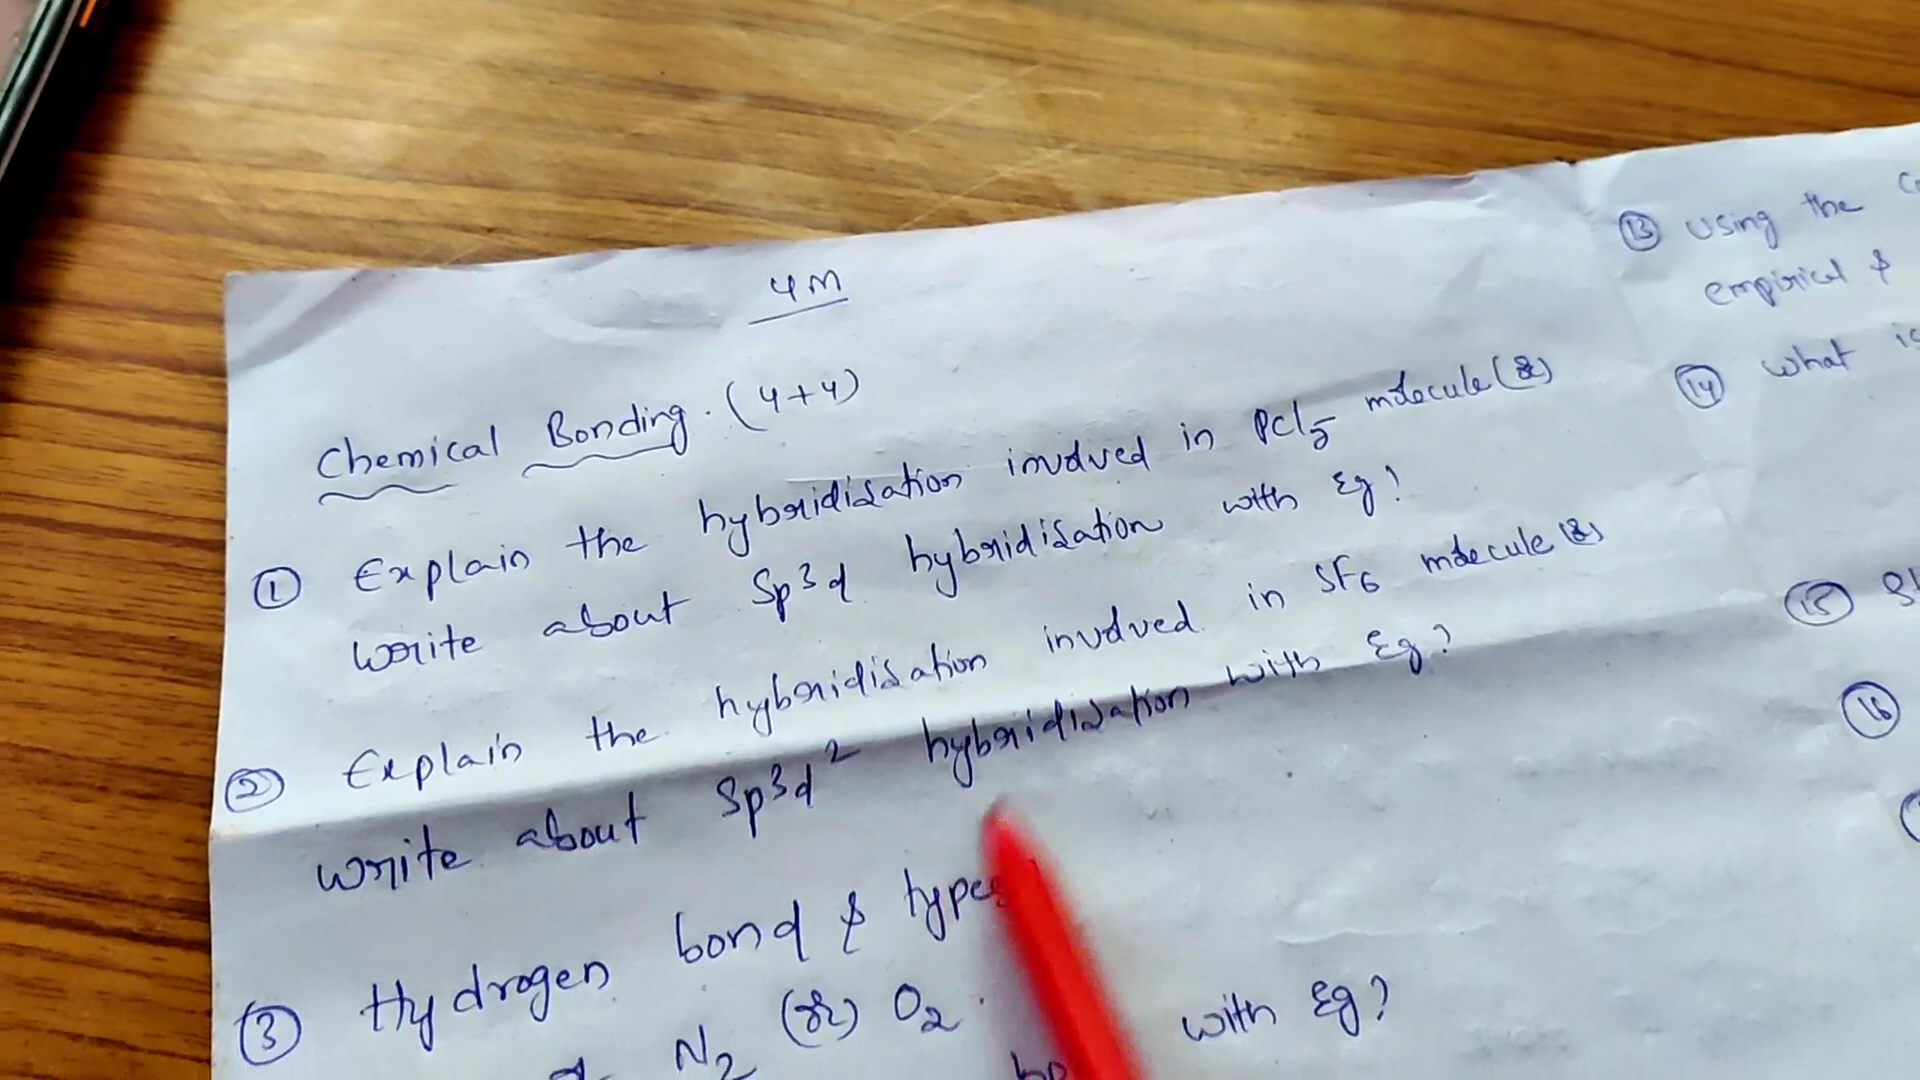 4M
Chemical Bonding. (4+4)
① Explain the hybridisation involved in PCl5 molecule (or)
write about Sp³d hybridisation with Eg?
② Explain the hybridisation involved in SF6 molecule (or)
write about Sp³d² hybridisation with Eg?
③ Hydrogen bond & types
with Eg?
N2 (or) O2.
⑬ Using the
empirical &
⑭ what is
⑮
⑯